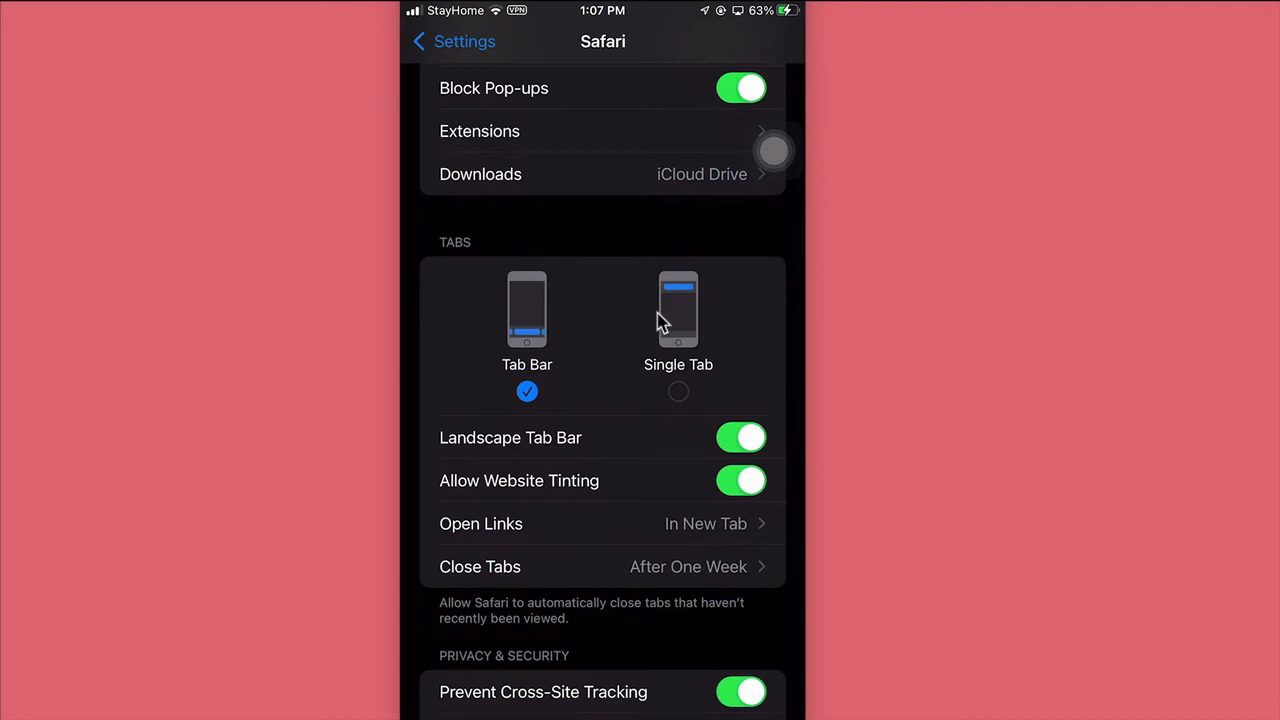 StayHome VPN 1:07 PM 63%
Settings Safari
Block Pop-ups
Extensions
Downloads iCloud Drive
TABS
Tab Bar Single Tab
Landscape Tab Bar
Allow Website Tinting
Open Links In New Tab
Close Tabs After One Week
Allow Safari to automatically close tabs that haven’t
recently been viewed.
PRIVACY & SECURITY
Prevent Cross-Site Tracking